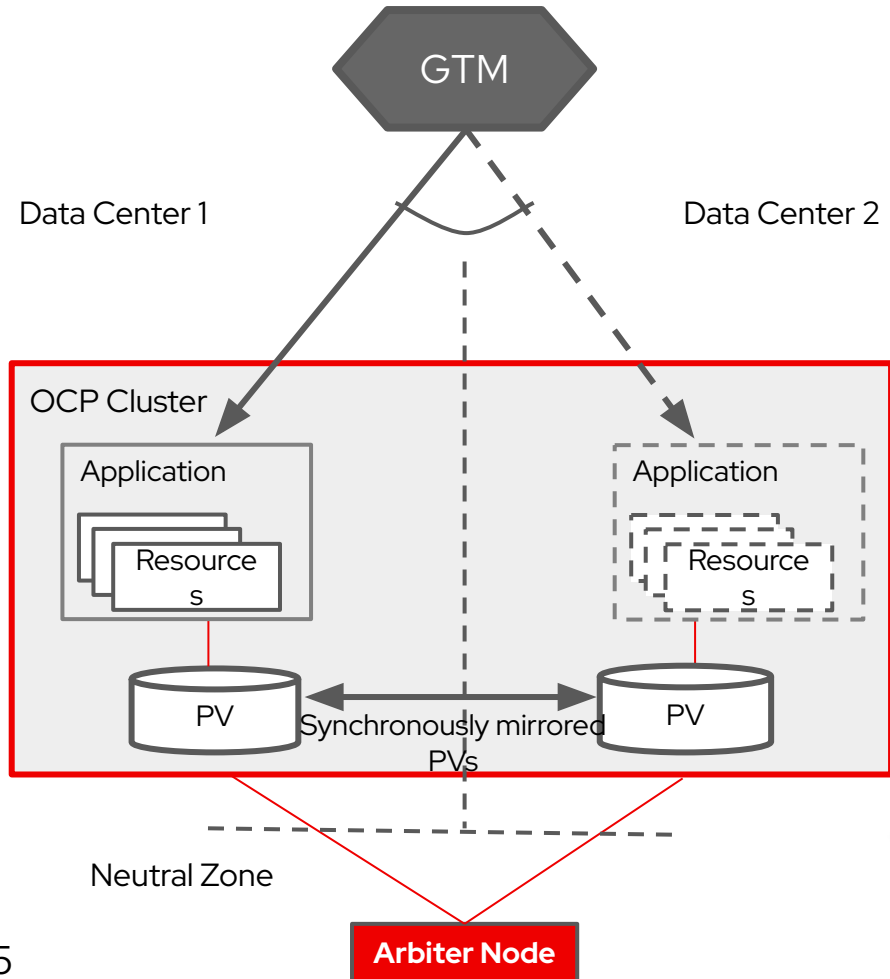 GTM
Data Center 1
Data Center 2
OCP Cluster
Application
Resource
s
Application
Resource
s
PV
Synchronously mirrored
PVs
PV
Neutral Zone
Arbiter Node
5